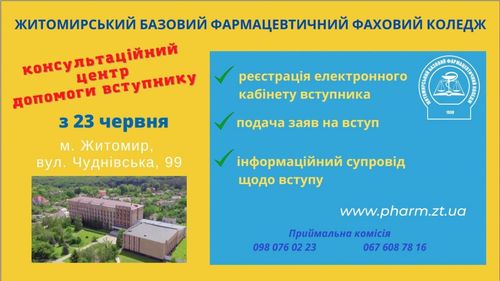 ЖИТОМИРСЬКИЙ БАЗОВИЙ ФАРМАЦЕВТИЧНИЙ ФАХОВИЙ КОЛЕДЖ
КОНСУЛЬТАЦІЙНИЙ
ЦЕНТР
ДОПОМОГИ ВСТУПНИКУ
з 23 червня
м. Житомир,
вул. Чуднівська, 99
реєстрація електронного
кабінету вступника
подача заяв на вступ
інформаційний супровід
щодо вступу
www.pharm.zt.ua
Приймальна комісія
098 076 02 23 067 608 78 16